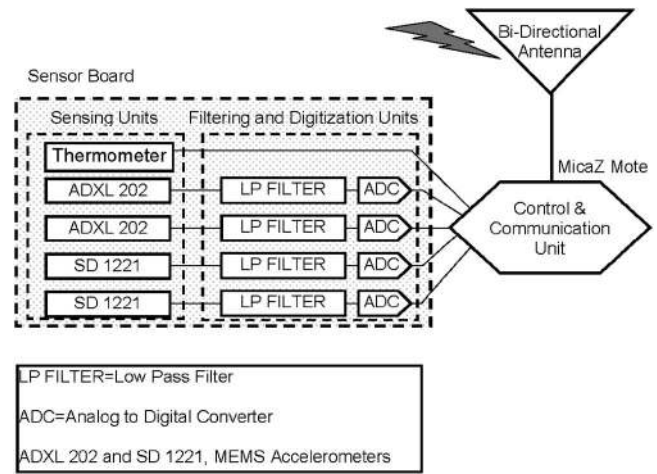 Bi-Directional
Antenna
Sensor Board
Sensing Units
Filtering and Digitization Units
Thermometer
MicaZ Mote
ADXL 202
LP FILTER
ADC
ADXL 202
LP FILTER
ADC
Control &
Communication
Unit
SD 1221
LP FILTER
ADC
SD 1221
LP FILTER
ADC
LP FILTER=Low Pass Filter
ADC=Analog to Digital Converter
ADXL 202 and SD 1221, MEMS Accelerometers